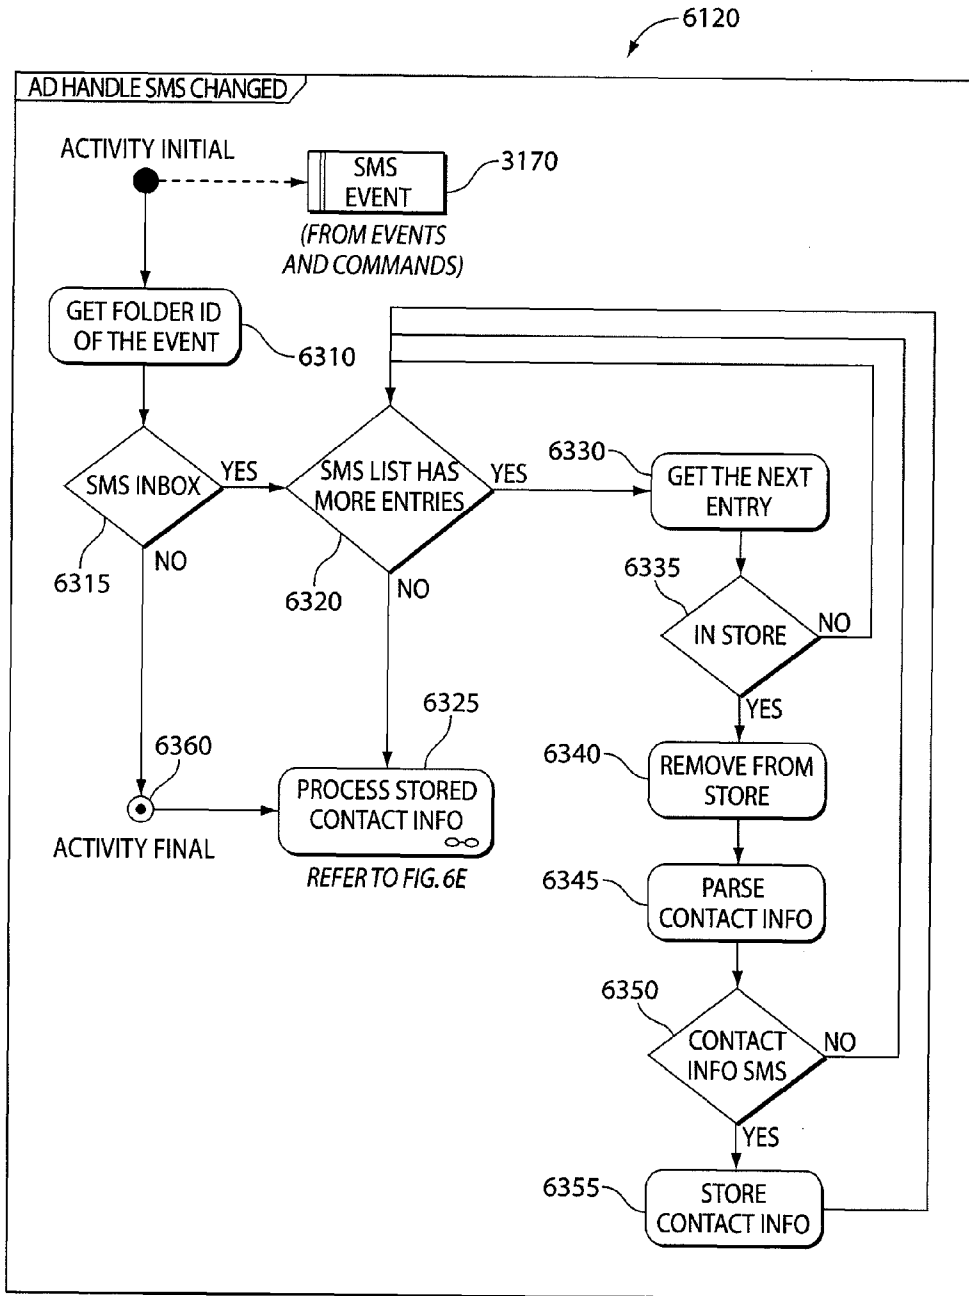 6120
AD HANDLE SMS CHANGED
ACTIVITY INITIAL
SMS
EVENT
3170
(FROM EVENTS
AND COMMANDS)
GET FOLDER ID
OF THE EVENT
6310
SMS INBOX
YES
NO
6315
SMS LIST HAS
MORE ENTRIES
YES
NO
6320
6330
GET THE NEXT
ENTRY
6335
IN STORE
NO
YES
6325
PROCESS STORED
CONTACT INFO
REFER TO FIG. 6E
6360
ACTIVITY FINAL
6340
REMOVE FROM
STORE
6345
PARSE
CONTACT INFO
6350
CONTACT
INFO SMS
NO
YES
6355
STORE
CONTACT INFO